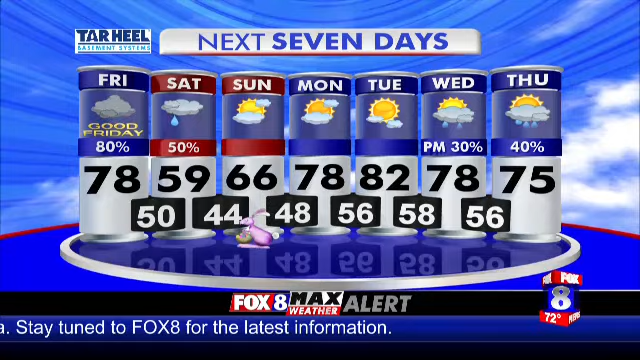 TAR HEEL
BASEMENT SYSTEMS
NEXT SEVEN DAYS
FRI SAT SUN MON TUE WED THU
GOOD
FRIDAY
80% 50% PM 30% 40%
78 59 66 78 82 78 75
50 44 48 56 58 56
FOX 8 MAX WEATHER ALERT
a. Stay tuned to FOX8 for the latest information.
FOX
8
72°